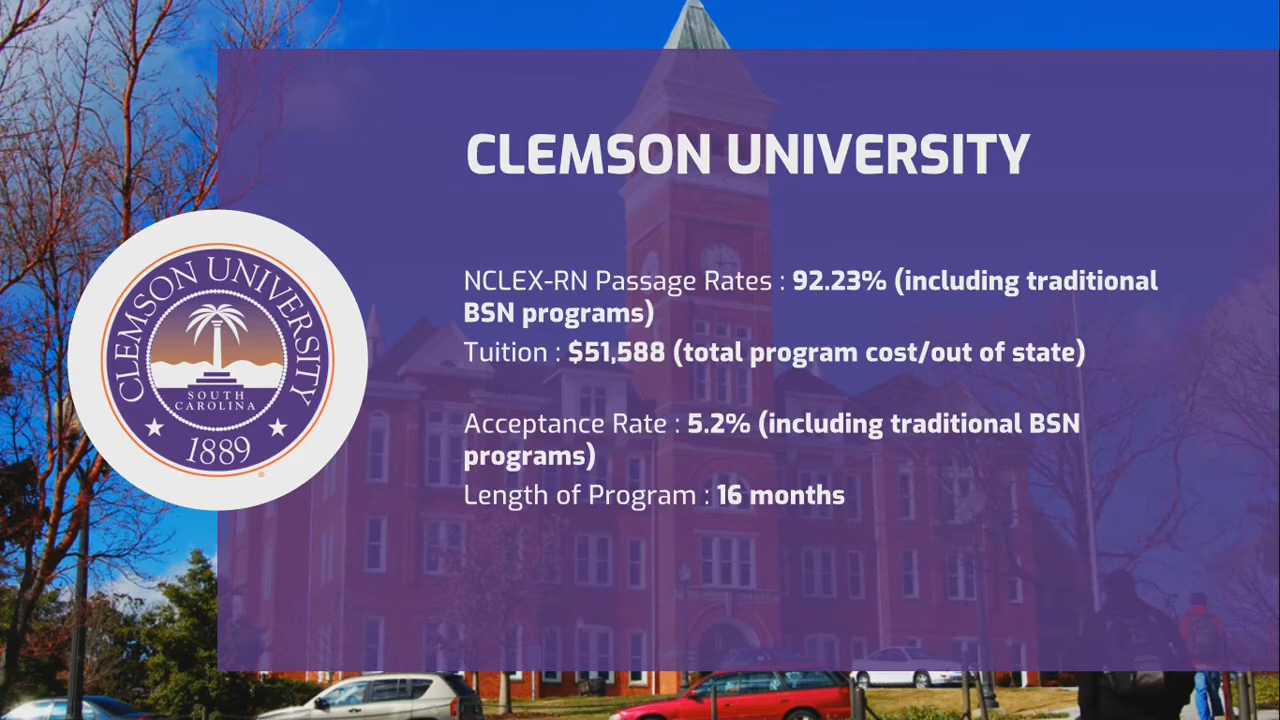 CLEMSON UNIVERSITY
NCLEX-RN Passage Rates : 92.23% (including traditional
BSN programs)
Tuition : $51,588 (total program cost/out of state)
Acceptance Rate : 5.2% (including traditional BSN
programs)
Length of Program : 16 months
CLEMSON UNIVERSITY
SOUTH
CAROLINA
1889